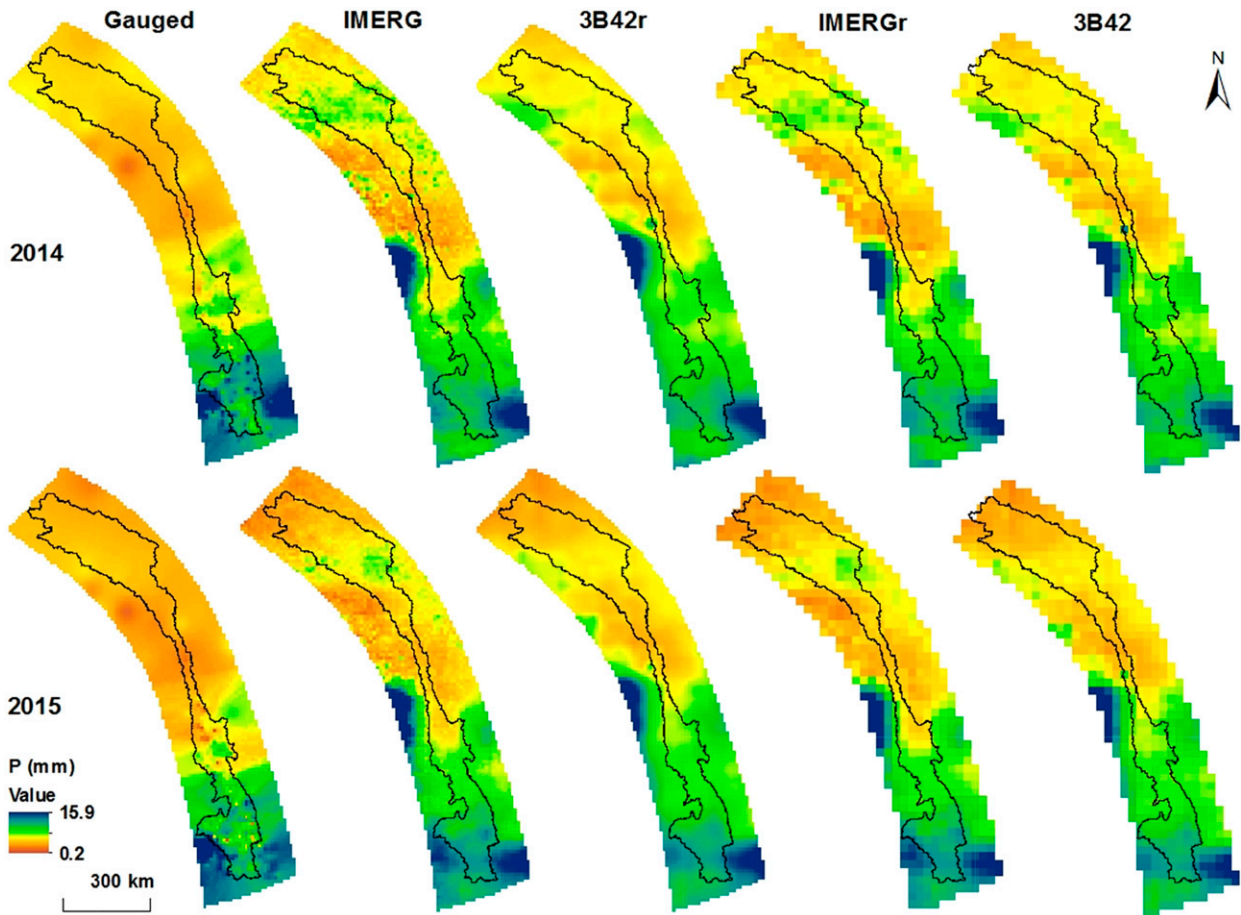 Gauged IMERG 3B42r IMERGr 3B42
N
2014
2015
P (mm)
Value
15.9
0.2
300 km